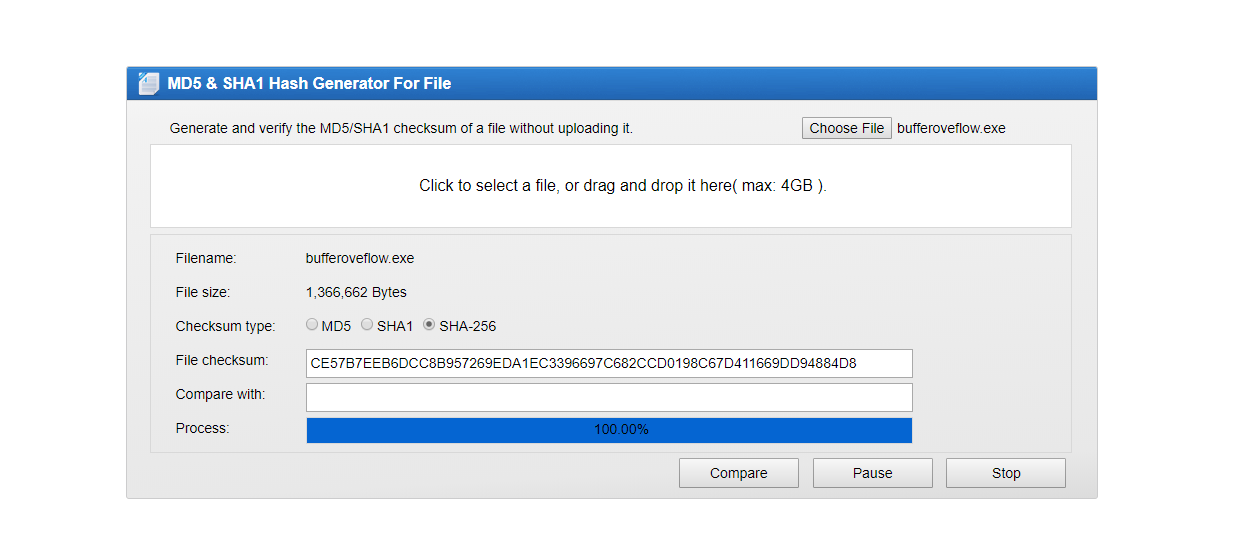 MD5 & SHA1 Hash Generator For File
Generate and verify the MD5/SHA1 checksum of a file without uploading it. Choose File bufferoveflow.exe
Click to select a file, or drag and drop it here( max: 4GB ).
Filename: bufferoveflow.exe
File size: 1,366,662 Bytes
Checksum type: MD5 SHA1 SHA-256
File checksum: CE57B7EEB6DCC8B957269EDA1EC3396697C682CCD0198C67D411669DD94884D8
Compare with:
Process: 100.00%
Compare Pause Stop